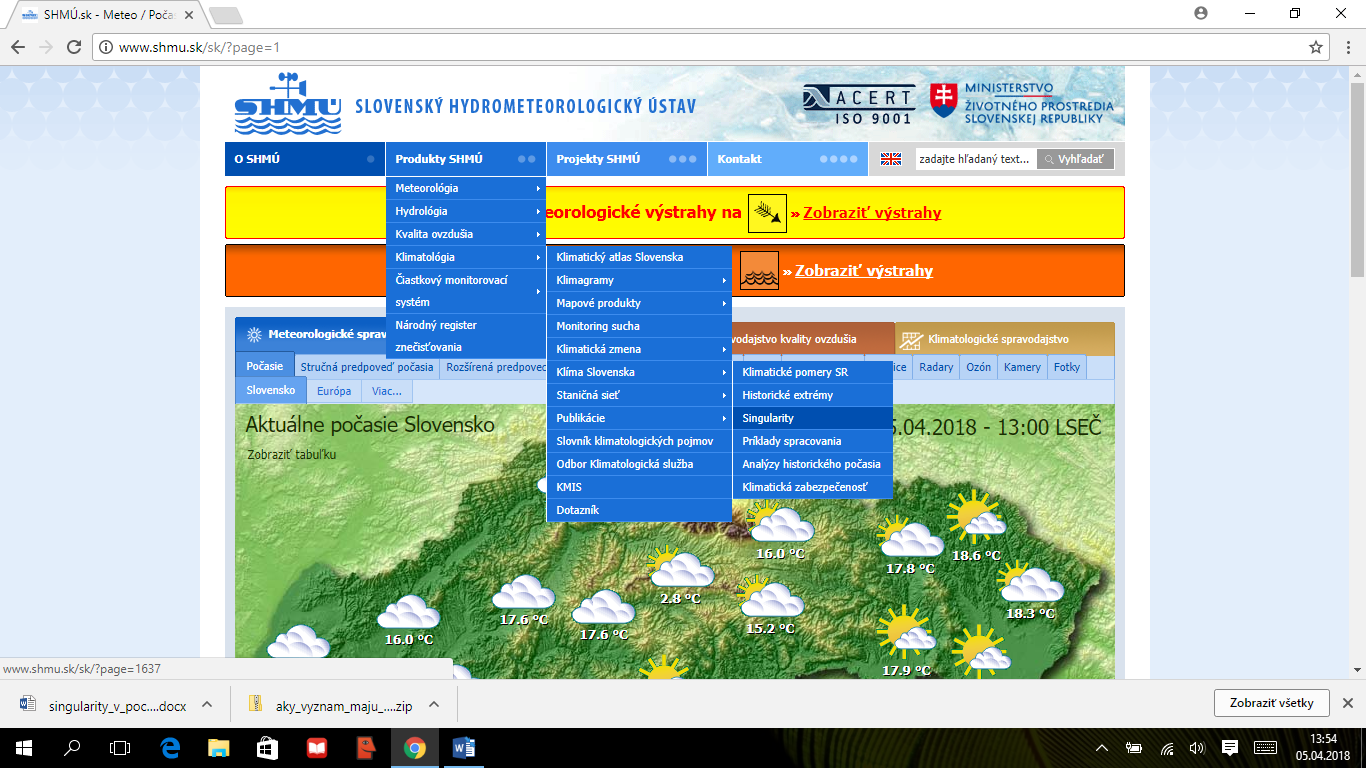 SHMÚ.sk - Meteo / Poča
www.shmu.sk/sk/?page=1
SHMÚ
SLOVENSKÝ HYDROMETEOROLOGICKÝ ÚSTAV
ACERT
ISO 9001
MINISTERSTVO
ŽIVOTNÉHO PROSTREDIA
SLOVENSKEJ REPUBLIKY
O SHMÚ
Produkty SHMÚ
Projekty SHMÚ
Kontakt
zadajte hľadaný text...
Vyhľadať
Meteorológia
Hydrológia
Kvalita ovzdušia
Klimatológia
Čiastkový monitorovací
systém
Národný register
znečisťovania
eorologické výstrahy na » Zobraziť výstrahy
» Zobraziť výstrahy
Klimatický atlas Slovenska
Klimagramy
Mapové produkty
Monitoring sucha
Klimatická zmena
Klíma Slovenska
Staničná sieť
Publikácie
Slovník klimatologických pojmov
Odbor Klimatologická služba
KMIS
Dotazník
Klimatické pomery SR
Historické extrémy
Singularity
Príklady spracovania
Analýzy historického počasia
Klimatická zabezpečenosť
Meteorologické sprav
vodajstvo kvality ovzdušia
Klimatologické spravodajstvo
Počasie
Stručná predpoveď počasia
Rozšírená predpoveď
ice
Radary
Ozón
Kamery
Fotky
Slovensko
Európa
Viac...
Aktuálne počasie Slovensko
5.04.2018 - 13:00 LSEČ
Zobraziť tabuľku
16.0 °C
17.8 °C
18.6 °C
2.8 °C
18.3 °C
17.6 °C
17.6 °C
15.2 °C
16.0 °C
17.9 °C
www.shmu.sk/sk/?page=1637
singularity_v_poc....docx
aky_vyznam_maju_....zip
Zobraziť všetky
13:54
05.04.2018